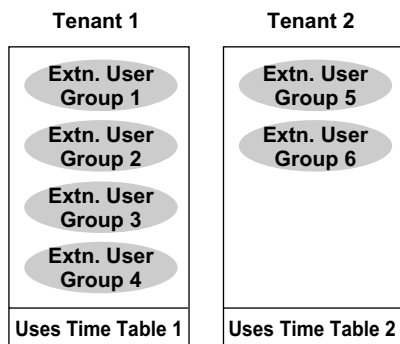 Tenant 1
Extn. User
Group 1
Extn. User
Group 2
Extn. User
Group 3
Extn. User
Group 4
Uses Time Table 1
Tenant 2
Extn. User
Group 5
Extn. User
Group 6
Uses Time Table 2